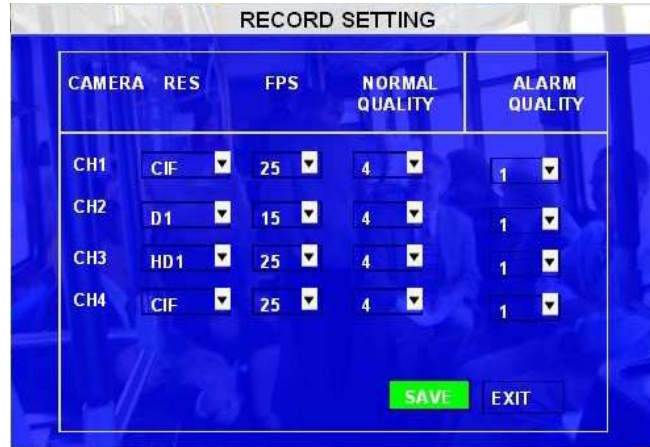 RECORD SETTING
CAMERA RES FPS NORMAL QUALITY ALARM QUALITY
CH1 CIF 25 4 1
CH2 D1 15 4 1
CH3 HD1 25 4 1
CH4 CIF 25 4 1
SAVE EXIT